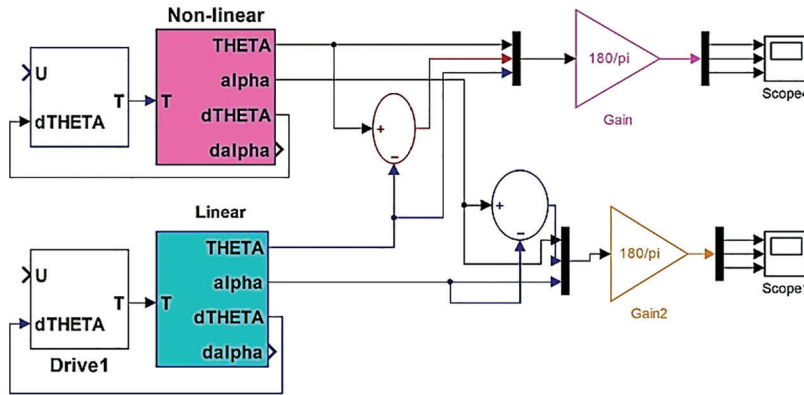 Non-linear
U
T
dTHETA
T
THETA
alpha
dTHETA
dalpha
+
−
180/pi
Gain
Linear
U
T
dTHETA
Drive1
T
THETA
alpha
dTHETA
dalpha
+
−
180/pi
Gain2